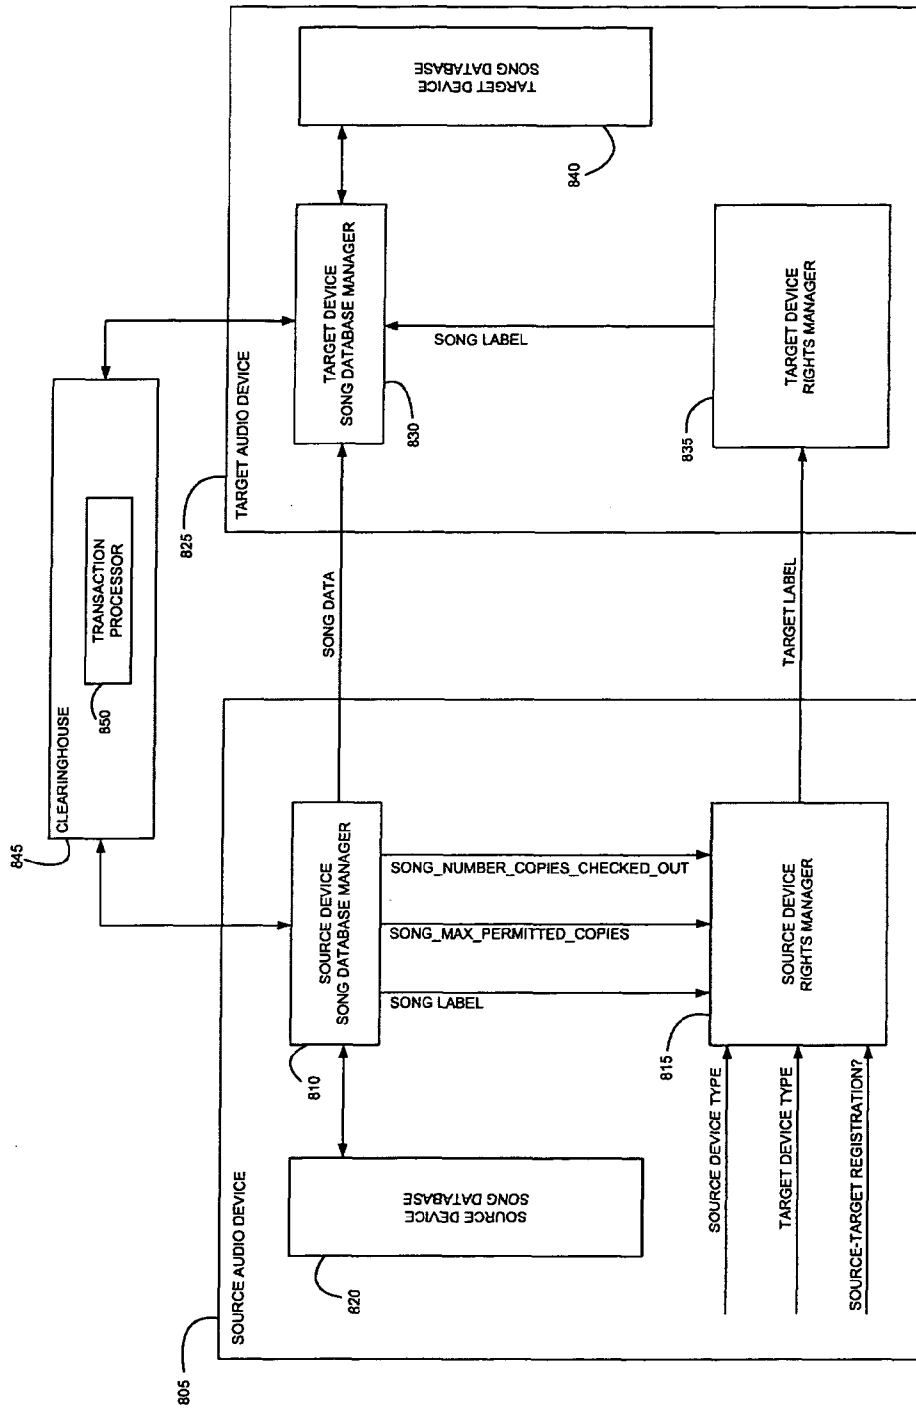 845
CLEARINGHOUSE
850
TRANSACTION
PROCESSOR
805
SOURCE AUDIO DEVICE
820
SOURCE DEVICE
SONG DATABASE
810
SOURCE DEVICE
SONG DATABASE MANAGER
SONG LABEL
SONG_MAX_PERMITTED_COPIES
SONG_NUMBER_COPIES_CHECKED_OUT
815
SOURCE DEVICE
RIGHTS MANAGER
SOURCE DEVICE TYPE
TARGET DEVICE TYPE
SOURCE-TARGET REGISTRATION?
SONG DATA
TARGET LABEL
825
TARGET AUDIO DEVICE
830
TARGET DEVICE
SONG DATABASE MANAGER
SONG LABEL
835
TARGET DEVICE
RIGHTS MANAGER
840
TARGET DEVICE
SONG DATABASE